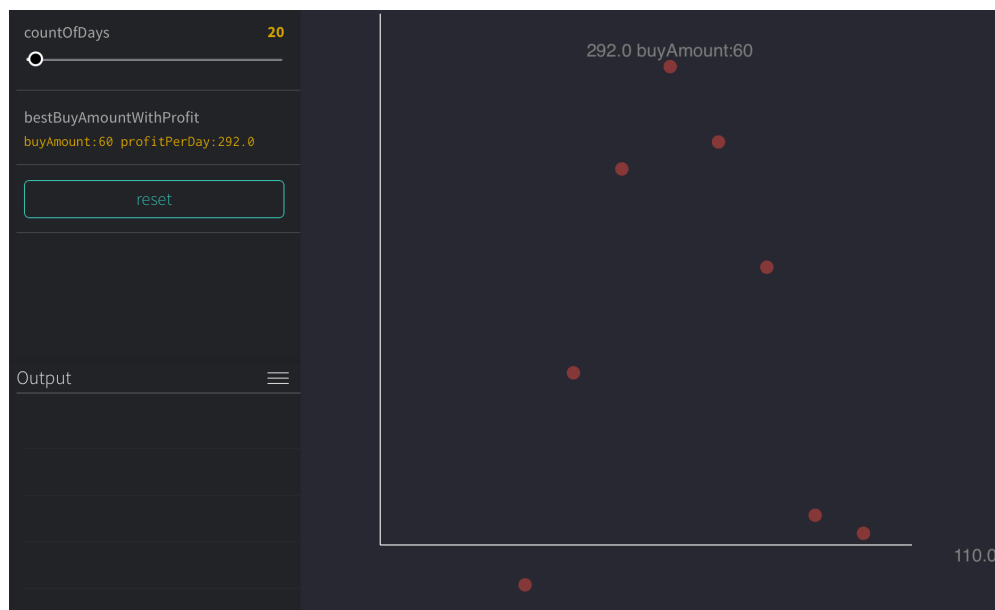 countOfDays 20
bestBuyAmountWithProfit
buyAmount:60 profitPerDay:292.0
reset
Output
292.0 buyAmount:60
110.0